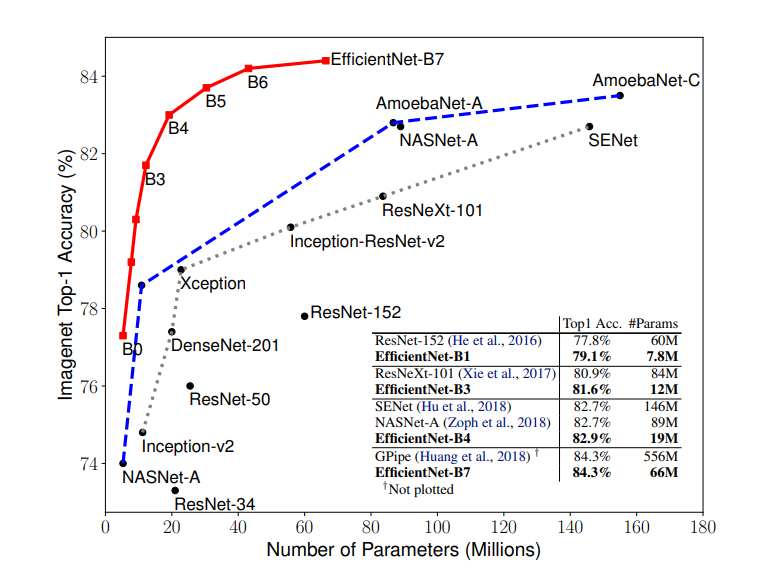 84
82
80
78
76
74
Imagenet Top-1 Accuracy (%)
EfficientNet-B7
B6
B5
B4
B3
B0
AmoebaNet-C
AmoebaNet-A
NASNet-A
SENet
ResNeXt-101
Inception-ResNet-v2
Xception
ResNet-152
DenseNet-201
ResNet-50
Inception-v2
NASNet-A
ResNet-34
Top1 Acc. #Params
ResNet-152 (He et al., 2016) 77.8% 60M
EfficientNet-B1 79.1% 7.8M
ResNeXt-101 (Xie et al., 2017) 80.9% 84M
EfficientNet-B3 81.6% 12M
SENet (Hu et al., 2018) 82.7% 146M
NASNet-A (Zoph et al., 2018) 82.7% 89M
EfficientNet-B4 82.9% 19M
GPipe (Huang et al., 2018) † 84.3% 556M
EfficientNet-B7 84.3% 66M
†Not plotted
0 20 40 60 80 100 120 140 160 180
Number of Parameters (Millions)